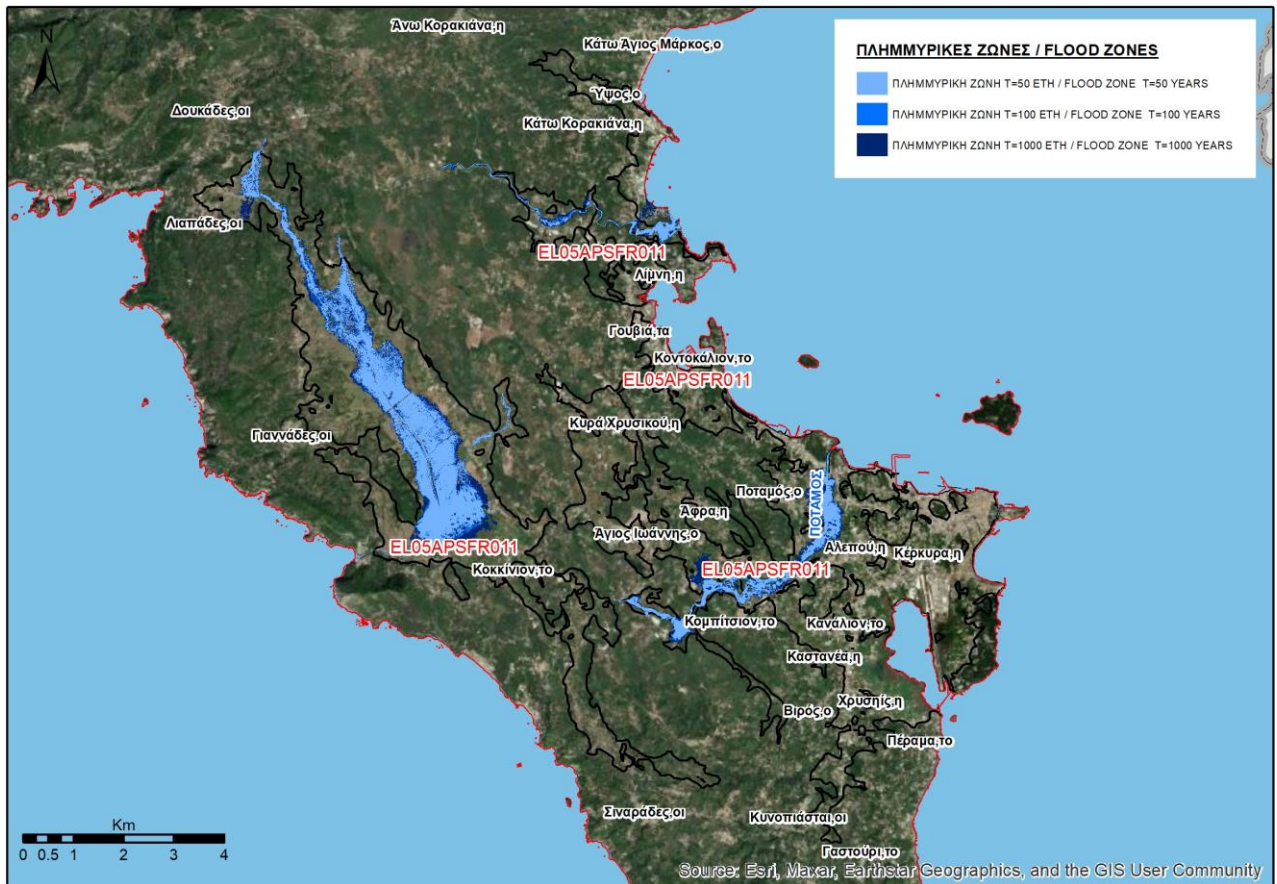 Άνω Κορακιάνα,η
Κάτω Άγιος Μάρκος,ο
N
ΠΛΗΜΜΥΡΙΚΕΣ ΖΩΝΕΣ / FLOOD ZONES
ΠΛΗΜΜΥΡΙΚΗ ΖΩΝΗ T=50 ΕΤΗ / FLOOD ZONE T=50 YEARS
ΠΛΗΜΜΥΡΙΚΗ ΖΩΝΗ T=100 ΕΤΗ / FLOOD ZONE T=100 YEARS
ΠΛΗΜΜΥΡΙΚΗ ΖΩΝΗ T=1000 ΕΤΗ / FLOOD ZONE T=1000 YEARS
Ύψος,ο
Δουκάδες,οι
Κάτω Κορακιάνα,η
Λιαπάδες,οι
EL05APSFR011
Λίμνη,η
Γουβιά,τα
Κοντοκάλιον,το
EL05APSFR011
Γιαννάδες,οι
Κυρά Χρυσικού,η
Ποταμός,ο
ΠΟΤΑΜΟΣ
Άφρα,η
Άγιος Ιωάννης,ο
Αλεπού,η
Κέρκυρα,η
EL05APSFR011
Κοκκίνιον,το
EL05APSFR011
Κομπίτσιον,το
Κανάλιον,το
Καστανέα,η
Χρυσηίς,η
Βιρός,ο
Πέραμα,το
Σιναράδες,οι
Κυνοπιάσται,οι
Γαστούρι,το
Km
0 0.5 1 2 3 4
Source: Esri, Maxar, Earthstar Geographics, and the GIS User Community